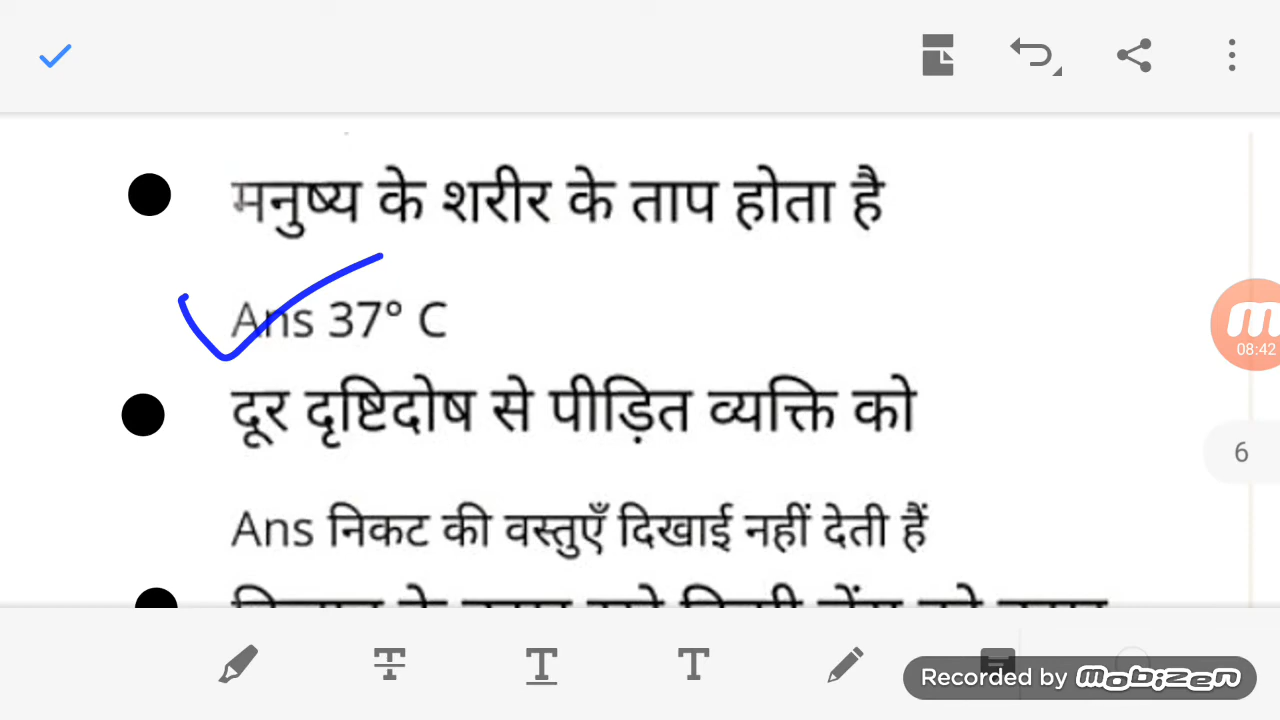 मनुष्य के शरीर के ताप होता है
Ans 37° C
08:42
दूर दृष्टिदोष से पीड़ित व्यक्ति को
6
Ans निकट की वस्तुएँ दिखाई नहीं देती हैं
T T T
Recorded by mobizen